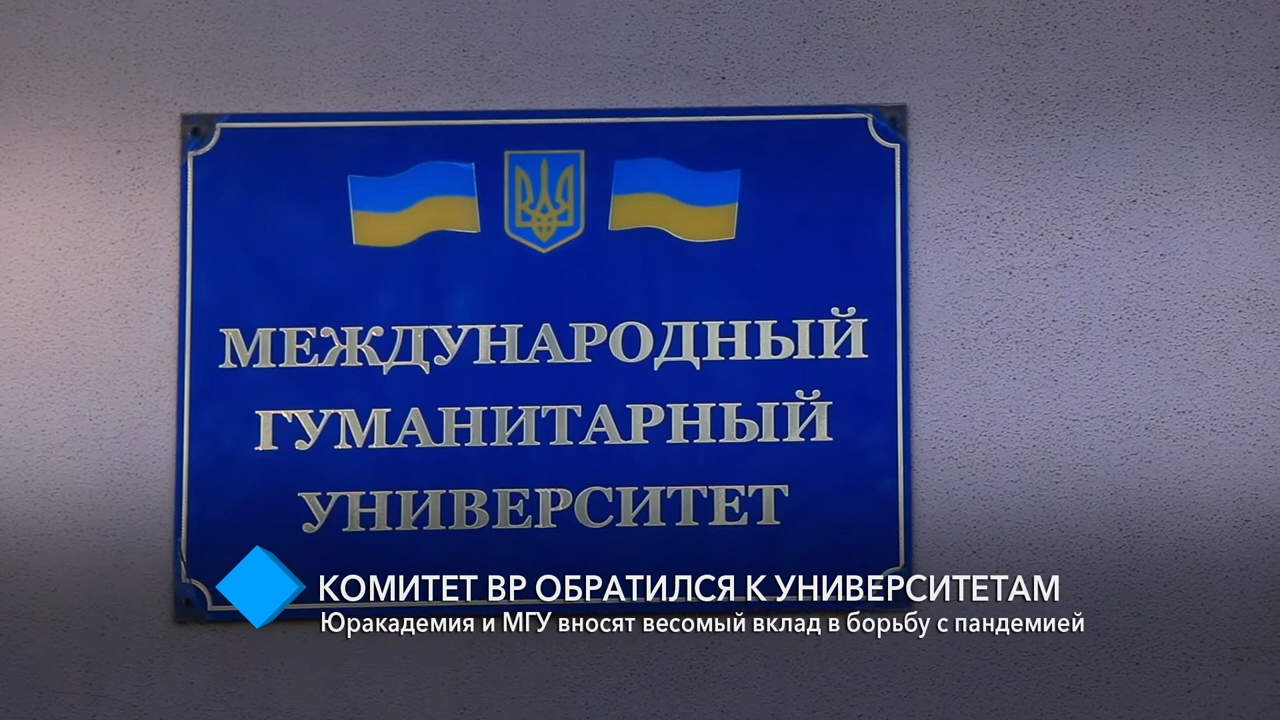 МЕЖДУНАРОДНЫЙ
ГУМАНИТАРНЫЙ
УНИВЕРСИТЕТ
КОМИТЕТ ВР ОБРАТИЛСЯ К УНИВЕРСИТЕТАМ
Юракадемия и МГУ вносят весомый вклад в борьбу с пандемией